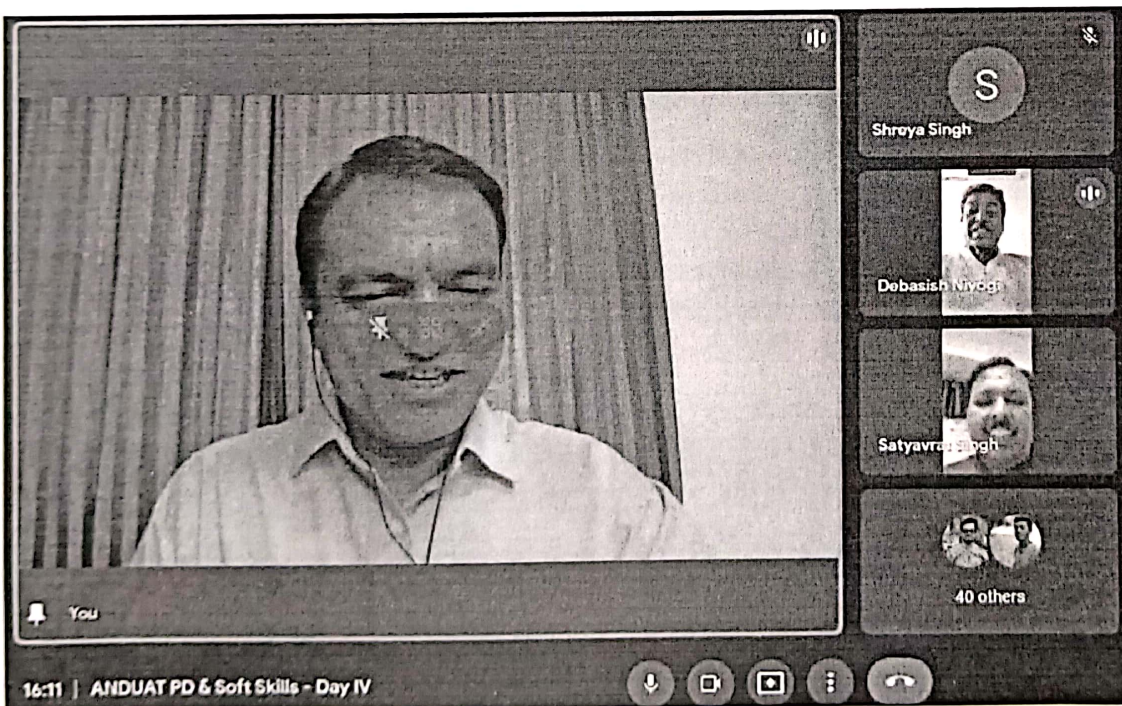 S
Shreya Singh
Debasish Niyogi
Satyavrat Singh
40 others
You
16:11 | ANDUAT PD & Soft Skills - Day IV